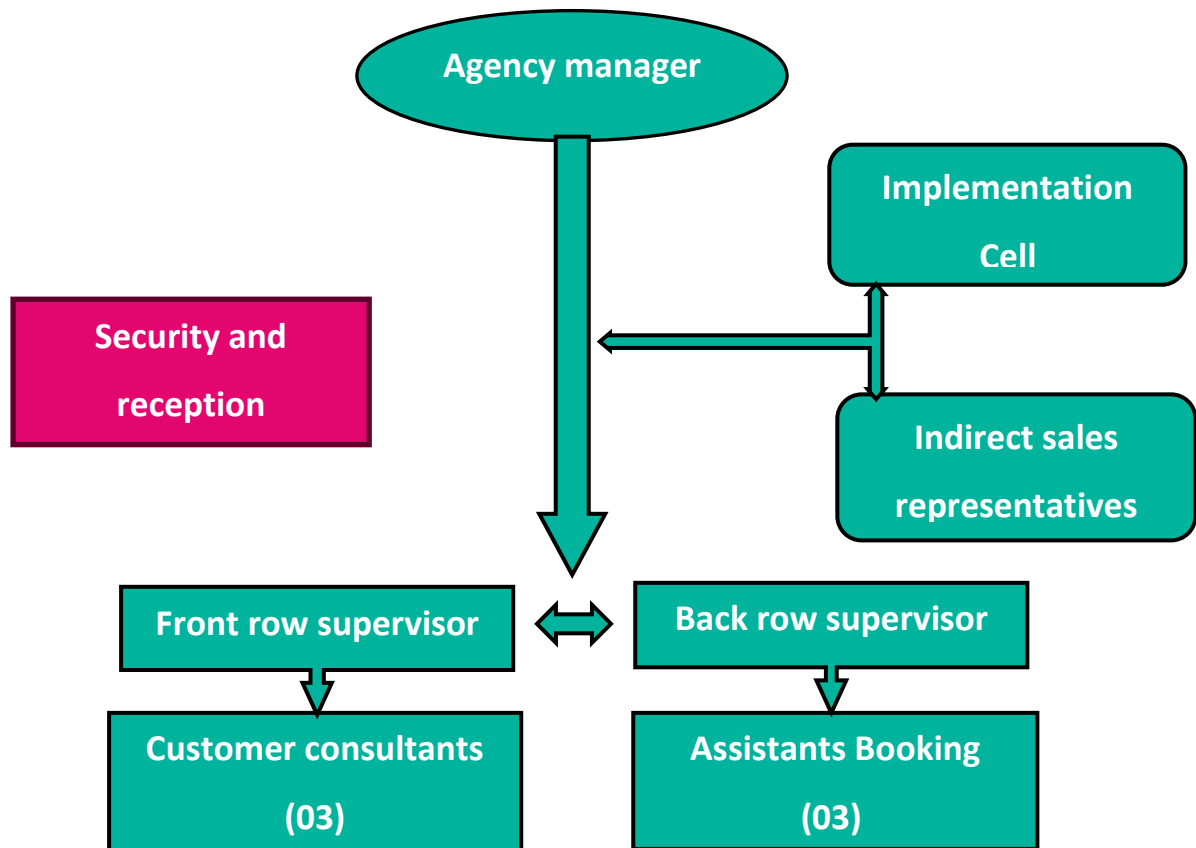 Agency manager
Implementation
Cell
Security and
reception
Indirect sales
representatives
Front row supervisor
Back row supervisor
Customer consultants
(03)
Assistants Booking
(03)